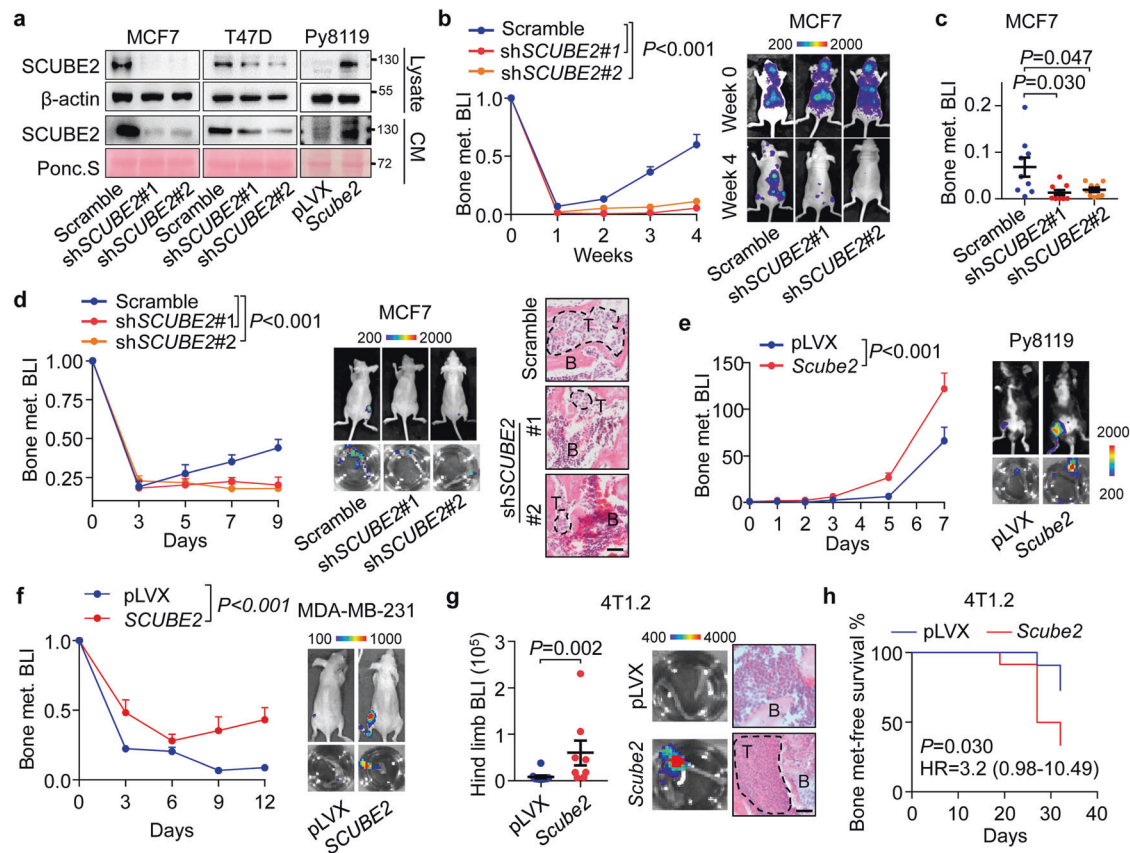 a
MCF7 T47D Py8119
SCUBE2 130
β-actin 55
Lysate
SCUBE2 130
Ponc.S 72
CM
Scramble
shSCUBE2#1
shSCUBE2#2
Scramble
shSCUBE2#1
shSCUBE2#2
pLVX
Scube2
b
Scramble
shSCUBE2#1
shSCUBE2#2
P<0.001
Bone met. BLI
1.0
0.5
0.0
0 1 2 3 4
Weeks
MCF7
200 2000
Week 0
Week 4
Scramble
shSCUBE2#1
shSCUBE2#2
c
MCF7
P=0.047
P=0.030
Bone met. BLI
0.2
0.1
0.0
Scramble
shSCUBE2#1
shSCUBE2#2
d
Scramble
shSCUBE2#1
shSCUBE2#2
P<0.001
Bone met. BLI
1.00
0.75
0.50
0.25
0 3 5 7 9
Days
MCF7
200 2000
Scramble
shSCUBE2#1
shSCUBE2#2
Scramble
T
B
shSCUBE2
#1
T
B
#2
T
B
e
pLVX
Scube2
P<0.001
Bone met. BLI
150
100
50
0
0 1 2 3 5 7
Days
Py8119
2000
200
pLVX
Scube2
f
pLVX
SCUBE2
P<0.001
Bone met. BLI
1.0
0.5
0.0
0 3 6 9 12
Days
MDA-MB-231
100 1000
pLVX
SCUBE2
g
4T1.2
P=0.002
Hind limb BLI (10⁵)
3
2
1
0
pLVX
Scube2
400 4000
pLVX
B
Scube2
T
B
h
4T1.2
pLVX Scube2
Bone met-free survival %
100
50
0
P=0.030
HR=3.2 (0.98-10.49)
0 10 20 30 40
Days